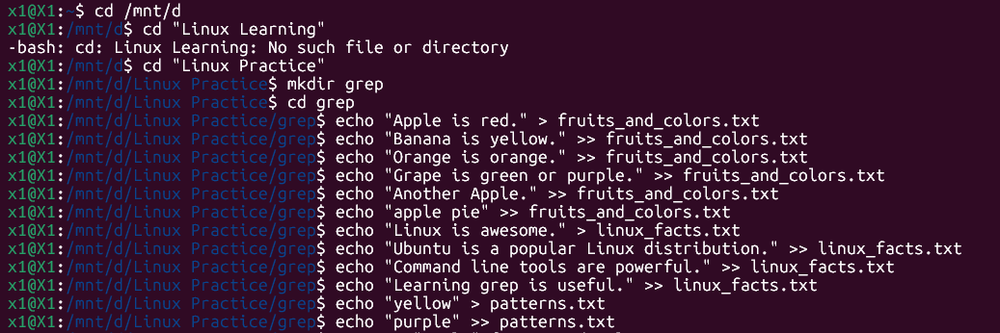 x1@X1:~$ cd /mnt/d
x1@X1:/mnt/d$ cd "Linux Learning"
-bash: cd: Linux Learning: No such file or directory
x1@X1:/mnt/d$ cd "Linux Practice"
x1@X1:/mnt/d/Linux Practice$ mkdir grep
x1@X1:/mnt/d/Linux Practice$ cd grep
x1@X1:/mnt/d/Linux Practice/grep$ echo "Apple is red." > fruits_and_colors.txt
x1@X1:/mnt/d/Linux Practice/grep$ echo "Banana is yellow." >> fruits_and_colors.txt
x1@X1:/mnt/d/Linux Practice/grep$ echo "Orange is orange." >> fruits_and_colors.txt
x1@X1:/mnt/d/Linux Practice/grep$ echo "Grape is green or purple." >> fruits_and_colors.txt
x1@X1:/mnt/d/Linux Practice/grep$ echo "Another Apple." >> fruits_and_colors.txt
x1@X1:/mnt/d/Linux Practice/grep$ echo "apple pie" >> fruits_and_colors.txt
x1@X1:/mnt/d/Linux Practice/grep$ echo "Linux is awesome." > linux_facts.txt
x1@X1:/mnt/d/Linux Practice/grep$ echo "Ubuntu is a popular Linux distribution." >> linux_facts.txt
x1@X1:/mnt/d/Linux Practice/grep$ echo "Command line tools are powerful." >> linux_facts.txt
x1@X1:/mnt/d/Linux Practice/grep$ echo "Learning grep is useful." >> linux_facts.txt
x1@X1:/mnt/d/Linux Practice/grep$ echo "yellow" > patterns.txt
x1@X1:/mnt/d/Linux Practice/grep$ echo "purple" >> patterns.txt